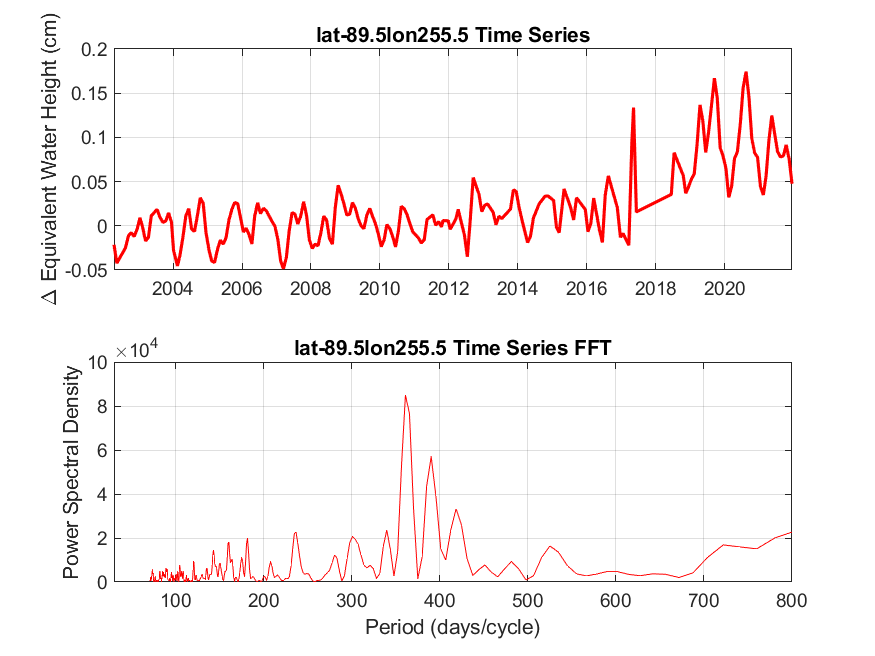 lat-89.5lon255.5 Time Series
Δ Equivalent Water Height (cm)
0.2
0.15
0.1
0.05
0
-0.05
2004 2006 2008 2010 2012 2014 2016 2018 2020
lat-89.5lon255.5 Time Series FFT
×10⁴
Power Spectral Density
10
8
6
4
2
0
100 200 300 400 500 600 700 800
Period (days/cycle)